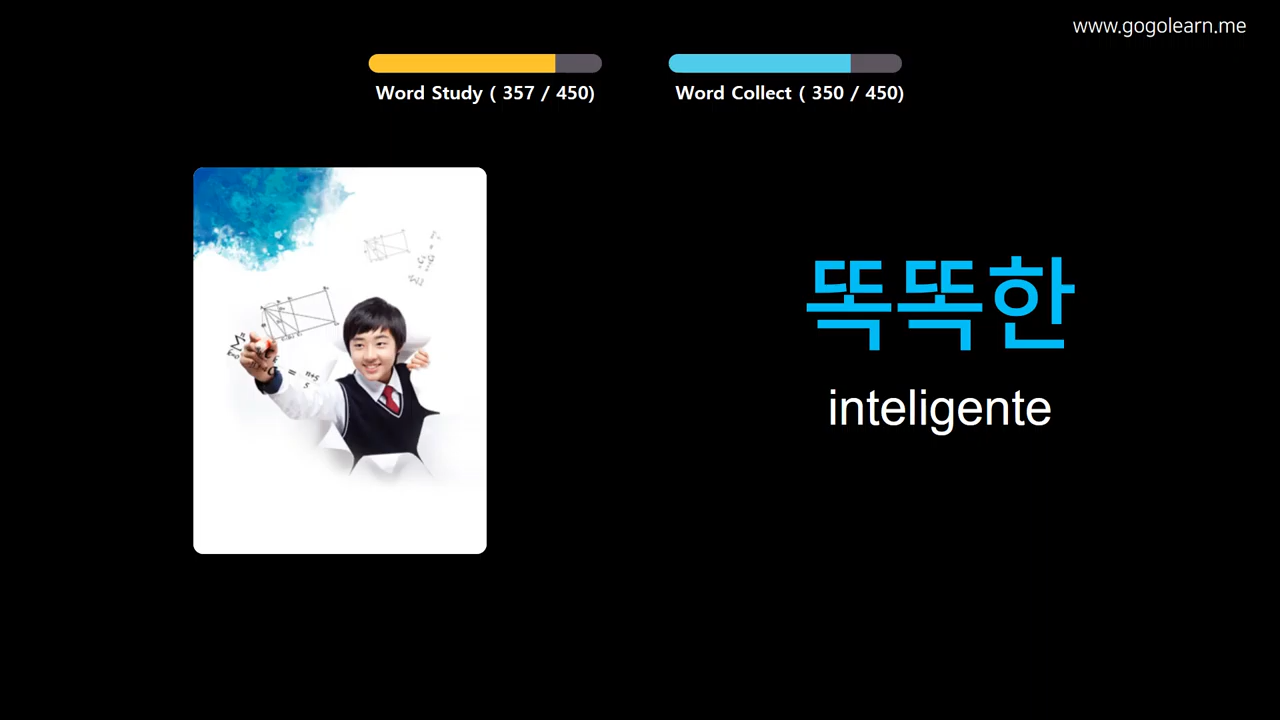 www.gogolearn.me
Word Study ( 357 / 450)
Word Collect ( 350 / 450)
똑똑한
inteligente